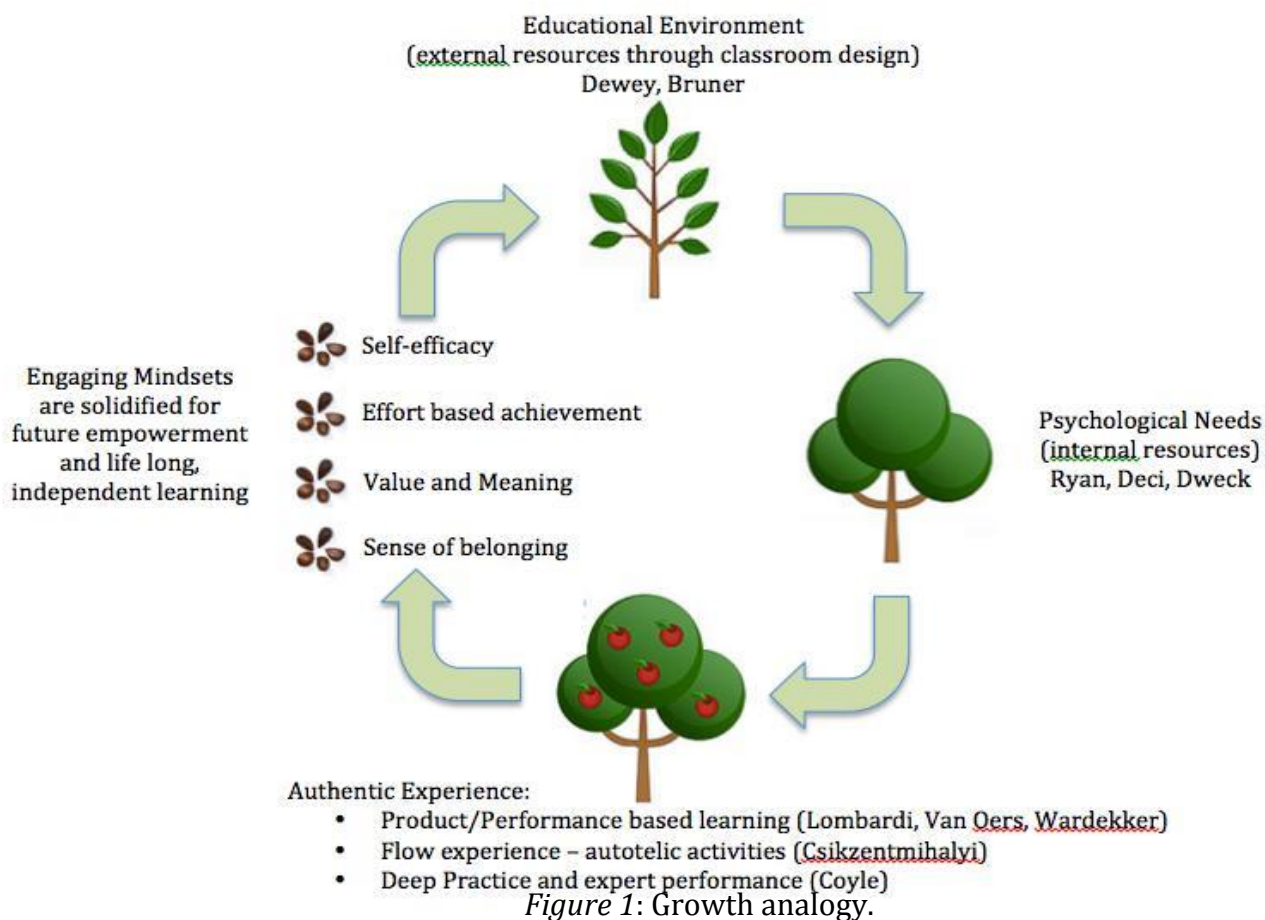 Educational Environment
(external resources through classroom design)
Dewey, Bruner
Psychological Needs
(internal resources)
Ryan, Deci, Dweck
Authentic Experience:
• Product/Performance based learning (Lombardi, Van Oers, Wardekker)
• Flow experience – autotelic activities (Csikzentmihalyi)
• Deep Practice and expert performance (Coyle)
Engaging Mindsets
are solidified for
future empowerment
and life long,
independent learning
Self-efficacy
Effort based achievement
Value and Meaning
Sense of belonging
Figure 1: Growth analogy.